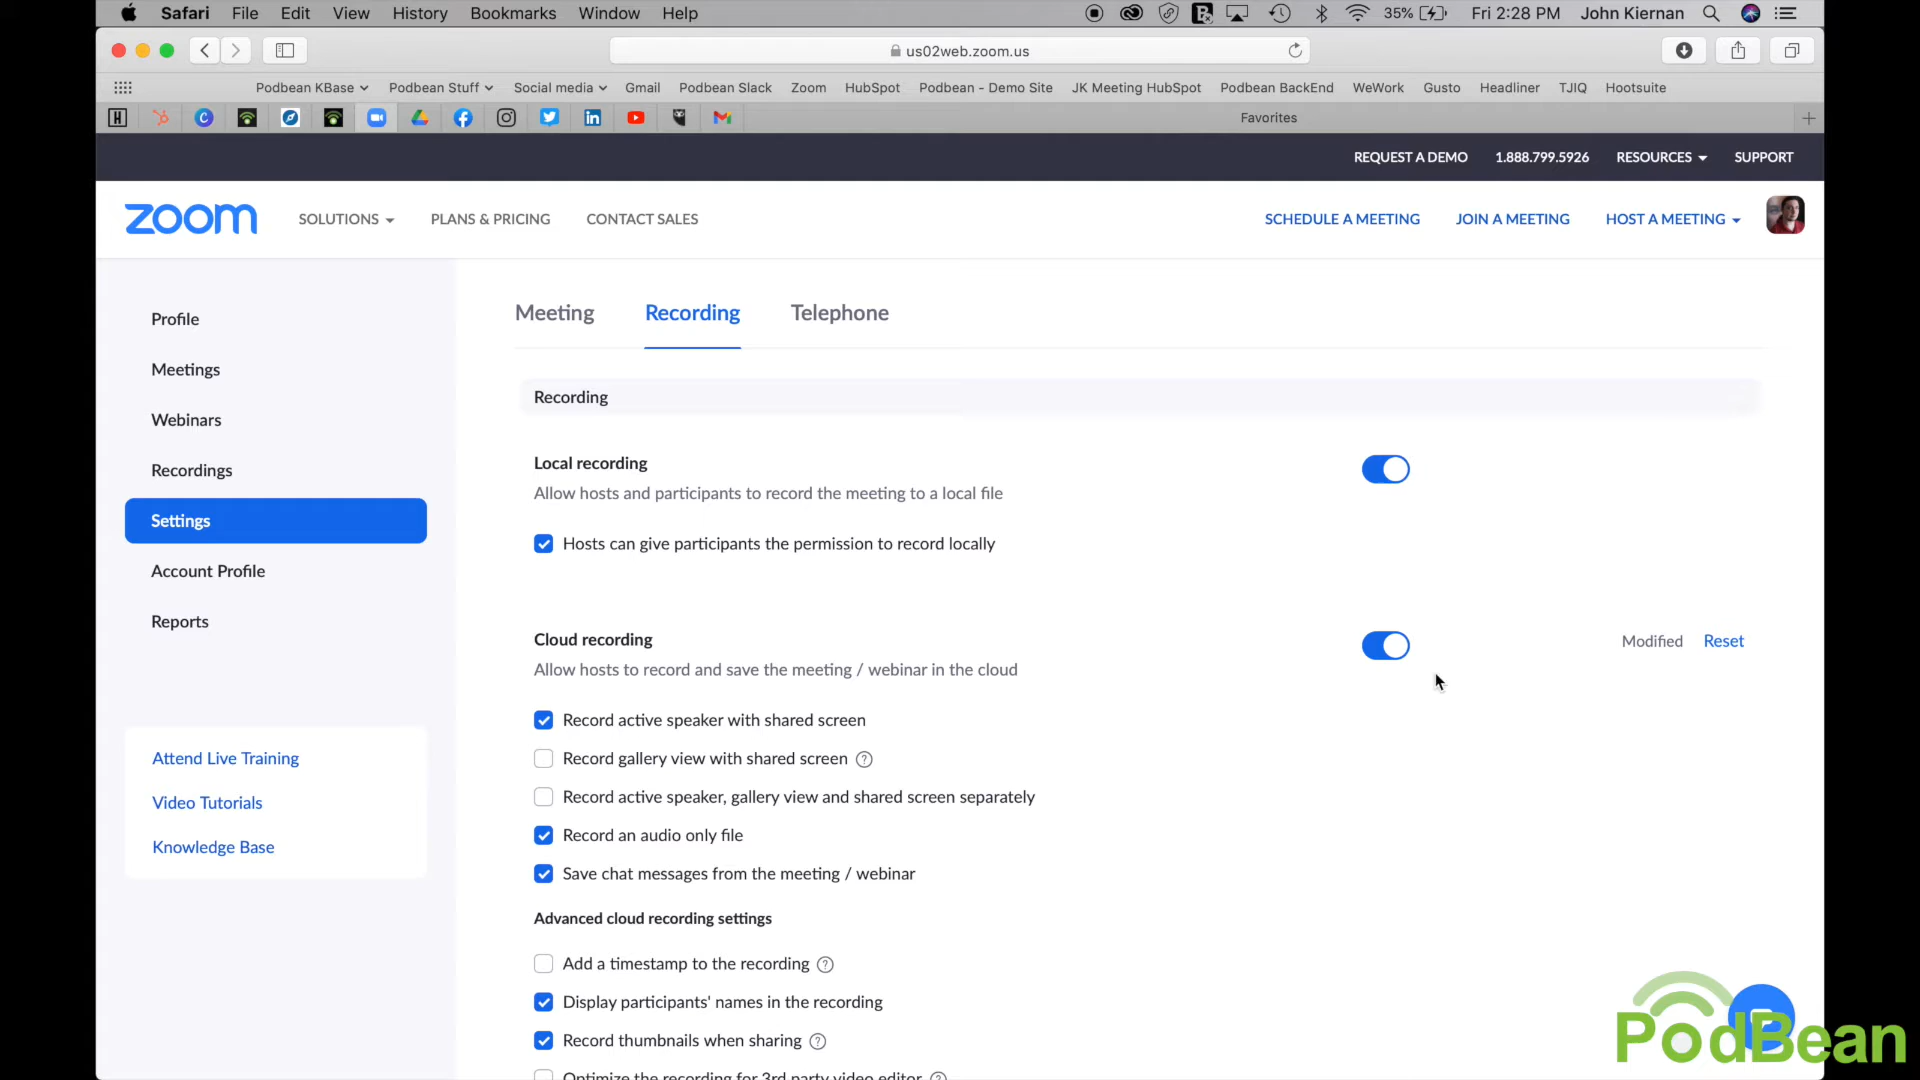 Safari File Edit View History Bookmarks Window Help 35% Fri 2:28 PM John Kiernan
us02web.zoom.us
Podbean KBase Podbean Stuff Social media Gmail Podbean Slack Zoom HubSpot Podbean - Demo Site JK Meeting HubSpot Podbean BackEnd WeWork Gusto Headliner TJIQ Hootsuite
Favorites
REQUEST A DEMO 1.888.799.5926 RESOURCES SUPPORT
zoom SOLUTIONS PLANS & PRICING CONTACT SALES SCHEDULE A MEETING JOIN A MEETING HOST A MEETING
Profile
Meetings
Webinars
Recordings
Settings
Account Profile
Reports
Attend Live Training
Video Tutorials
Knowledge Base
Meeting Recording Telephone
Recording
Local recording
Allow hosts and participants to record the meeting to a local file
Hosts can give participants the permission to record locally
Cloud recording Modified Reset
Allow hosts to record and save the meeting / webinar in the cloud
Record active speaker with shared screen
Record gallery view with shared screen
Record active speaker, gallery view and shared screen separately
Record an audio only file
Save chat messages from the meeting / webinar
Advanced cloud recording settings
Add a timestamp to the recording
Display participants' names in the recording
Record thumbnails when sharing
Optimize the recording for 3rd party video editor
PodBean